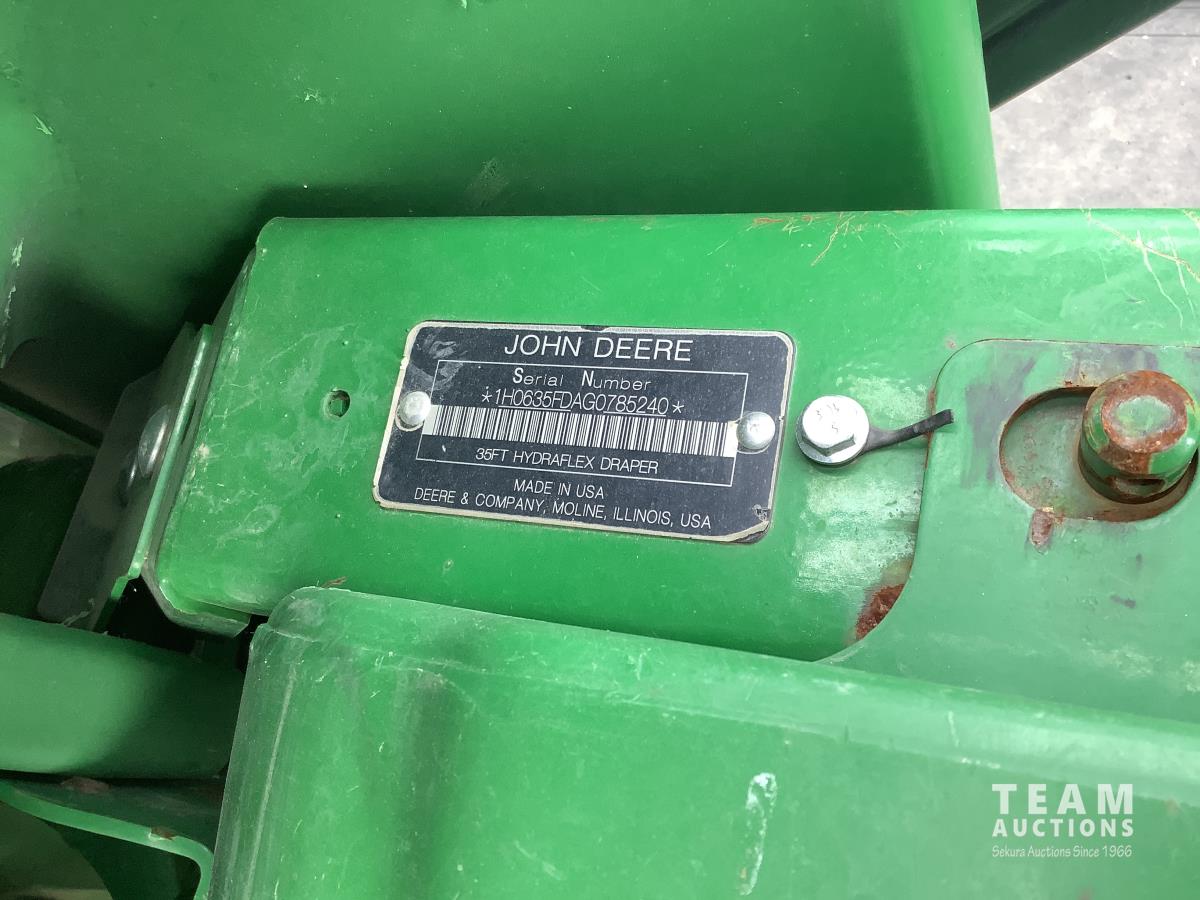 JOHN DEERE
Serial Number
*1H0635FDAG0785240*
35FT HYDRAFLEX DRAPER
MADE IN USA
DEERE & COMPANY, MOLINE, ILLINOIS, USA
TEAM
AUCTIONS
Sekura Auctions Since 1966